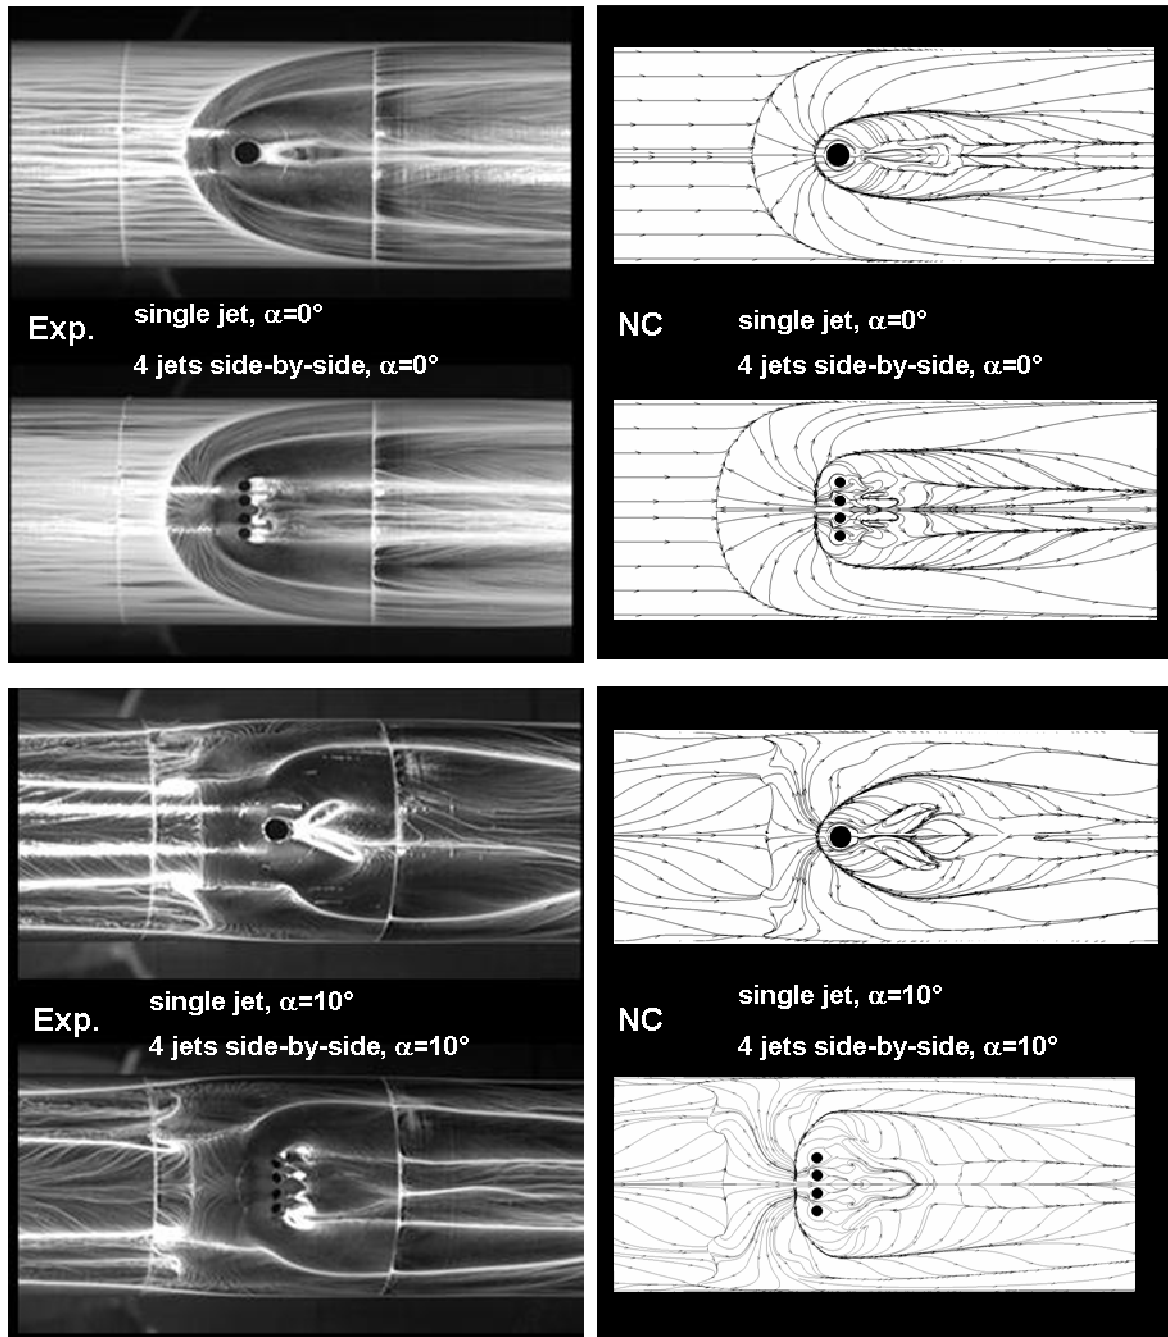 Exp.
single jet, α=0°
4 jets side-by-side, α=0°
NC
single jet, α=0°
4 jets side-by-side, α=0°
Exp.
single jet, α=10°
4 jets side-by-side, α=10°
NC
single jet, α=10°
4 jets side-by-side, α=10°